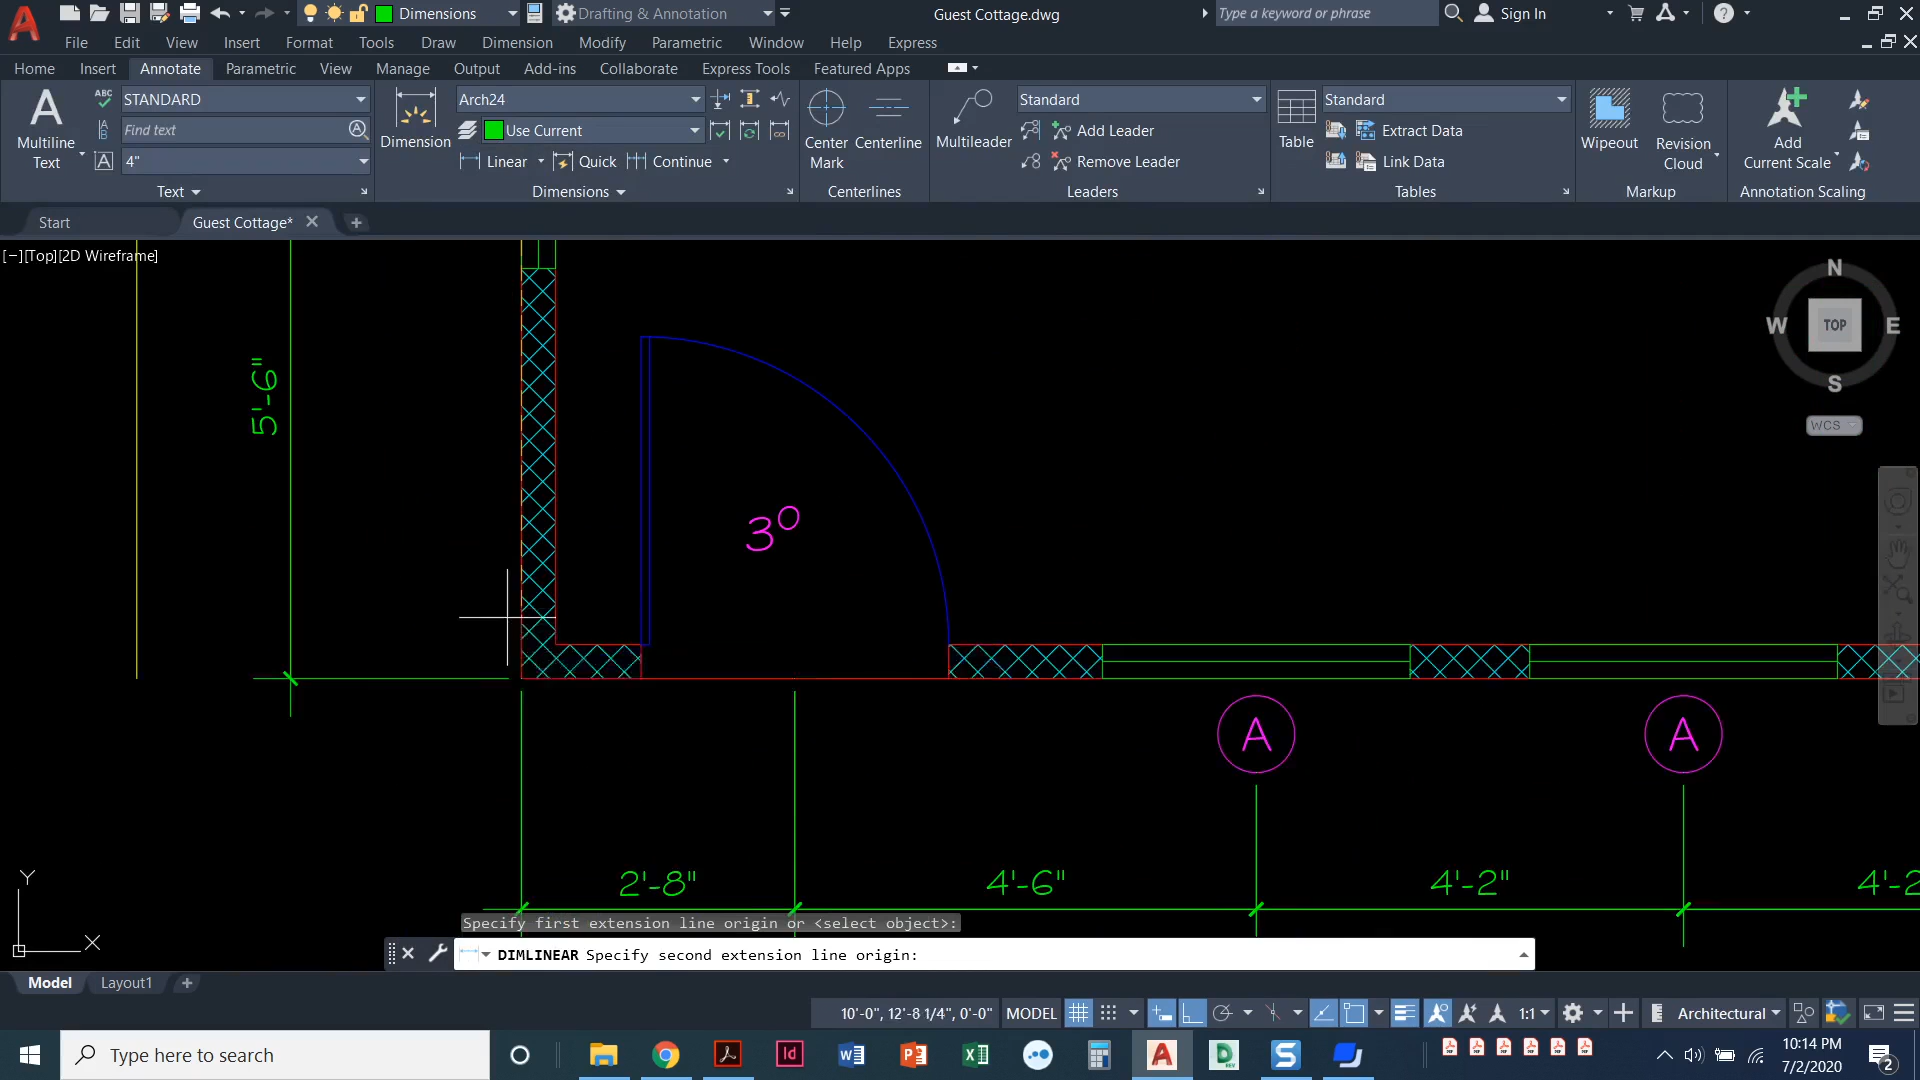 Dimensions
Drafting & Annotation
Guest Cottage.dwg
Type a keyword or phrase
Sign In
File Edit View Insert Format Tools Draw Dimension Modify Parametric Window Help Express
Home Insert Annotate Parametric View Manage Output Add-ins Collaborate Express Tools Featured Apps
ABC STANDARD
Find text
4"
Multiline
Text
Text
Dimension
Arch24
Use Current
Linear Quick Continue
Dimensions
Center
Mark
Centerline
Centerlines
Multileader
Standard
Add Leader
Remove Leader
Leaders
Table
Standard
Extract Data
Link Data
Tables
Wipeout
Revision
Cloud
Markup
Add
Current Scale
Annotation Scaling
Start Guest Cottage*
[−][Top][2D Wireframe]
N
W TOP E
S
WCS
5'-6"
3⁰
A A
2'-8" 4'-6" 4'-2" 4'-2
Y
X
Specify first extension line origin or <select object>:
DIMLINEAR Specify second extension line origin:
Model Layout1
10'-0", 12'-8 1/4", 0'-0" MODEL 1:1 Architectural
Type here to search
10:14 PM
7/2/2020
2